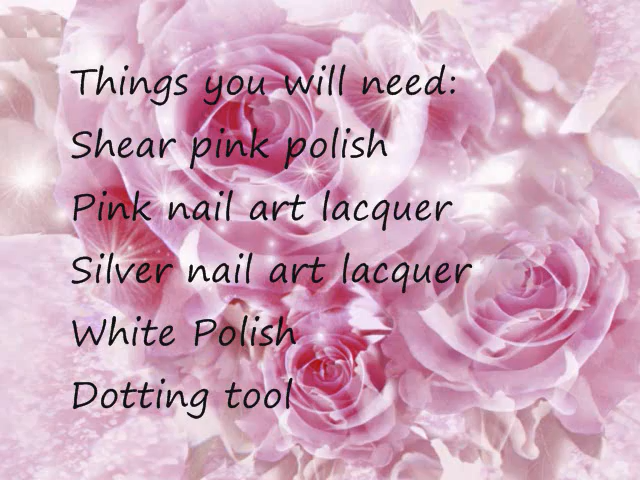 Things you will need:
Shear pink polish
Pink nail art lacquer
Silver nail art lacquer
White Polish
Dotting tool